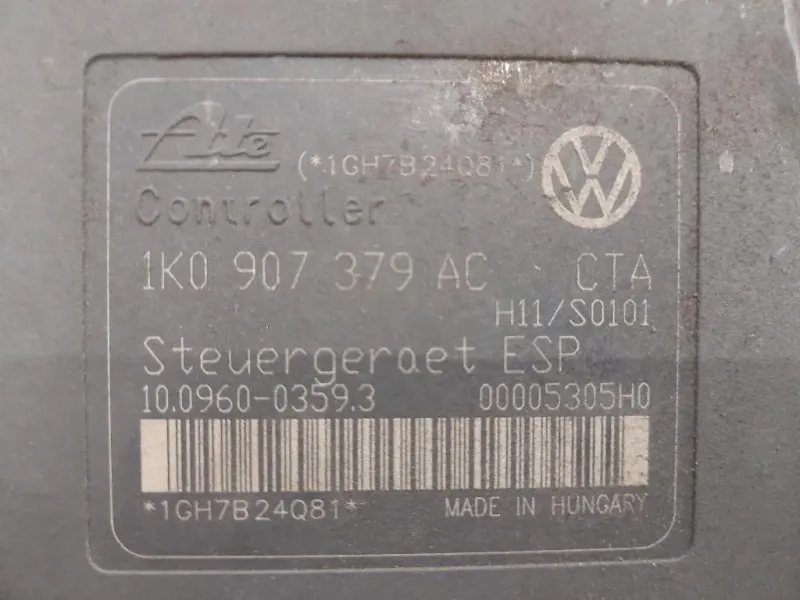 Ate (*1GH7B24Q81*) VW
Controller
1K0 907 379 AC CTA
H11/S0101
Steuergeraet ESP
10.0960-0359.3 00005305H0
*1GH7B24Q81* MADE IN HUNGARY